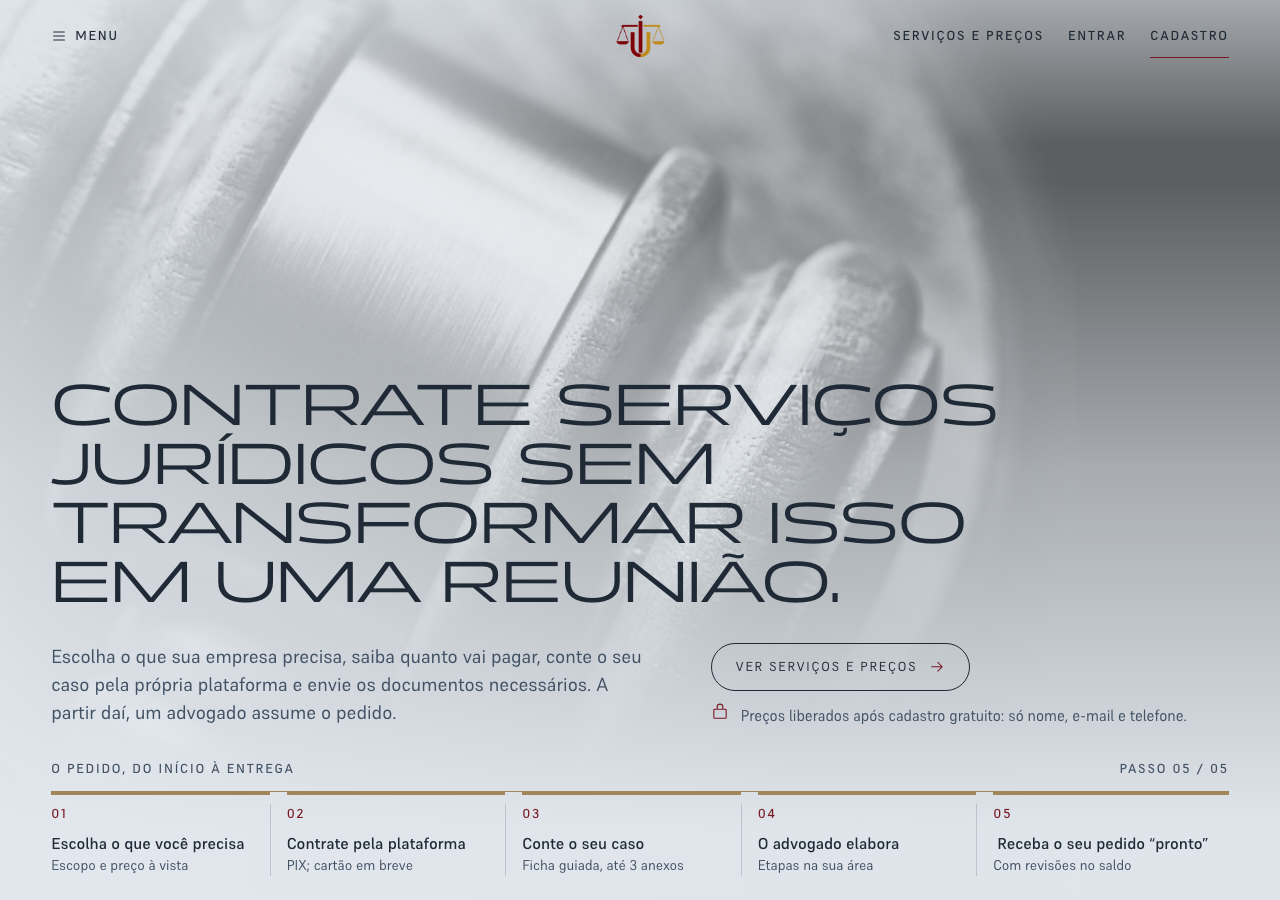 MENU
SERVIÇOS E PREÇOS
ENTRAR
CADASTRO
CONTRATE SERVIÇOS
JURÍDICOS SEM
TRANSFORMAR ISSO
EM UMA REUNIÃO.
Escolha o que sua empresa precisa, saiba quanto vai pagar, conte o seu
caso pela própria plataforma e envie os documentos necessários. A
partir daí, um advogado assume o pedido.
VER SERVIÇOS E PREÇOS
Preços liberados após cadastro gratuito: só nome, e-mail e telefone.
O PEDIDO, DO INÍCIO À ENTREGA
PASSO 05 / 05
01
Escolha o que você precisa
Escopo e preço à vista
02
Contrate pela plataforma
PIX; cartão em breve
03
Conte o seu caso
Ficha guiada, até 3 anexos
04
O advogado elabora
Etapas na sua área
05
Receba o seu pedido “pronto”
Com revisões no saldo